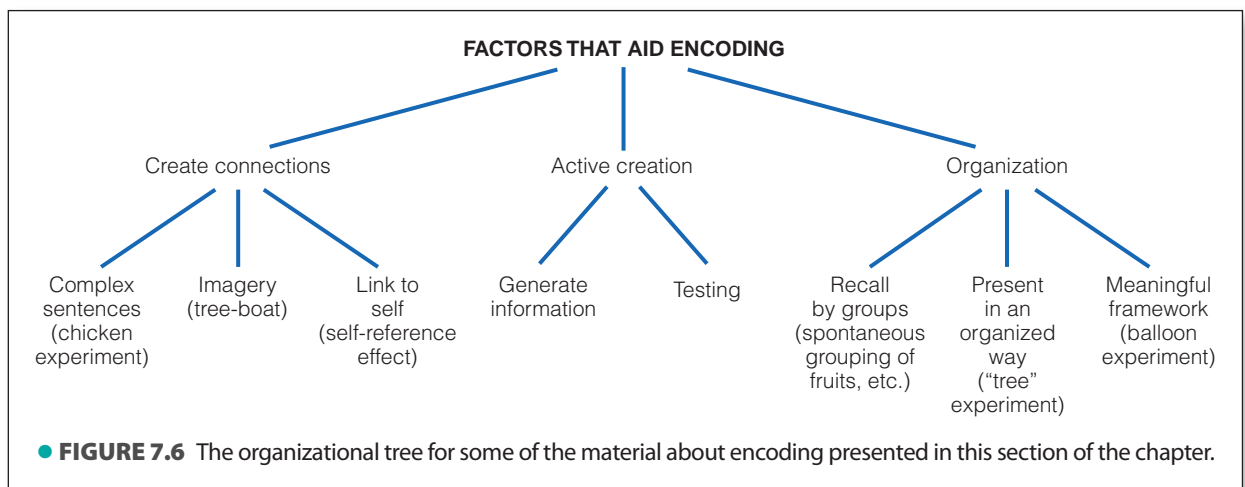 FACTORS THAT AID ENCODING
Create connections
Active creation
Organization
Complex
sentences
(chicken
experiment)
Imagery
(tree-boat)
Link to
self
(self-reference
effect)
Generate
information
Testing
Recall
by groups
(spontaneous
grouping of
fruits, etc.)
Present
in an
organized
way
(“tree”
experiment)
Meaningful
framework
(balloon
experiment)
● FIGURE 7.6 The organizational tree for some of the material about encoding presented in this section of the chapter.